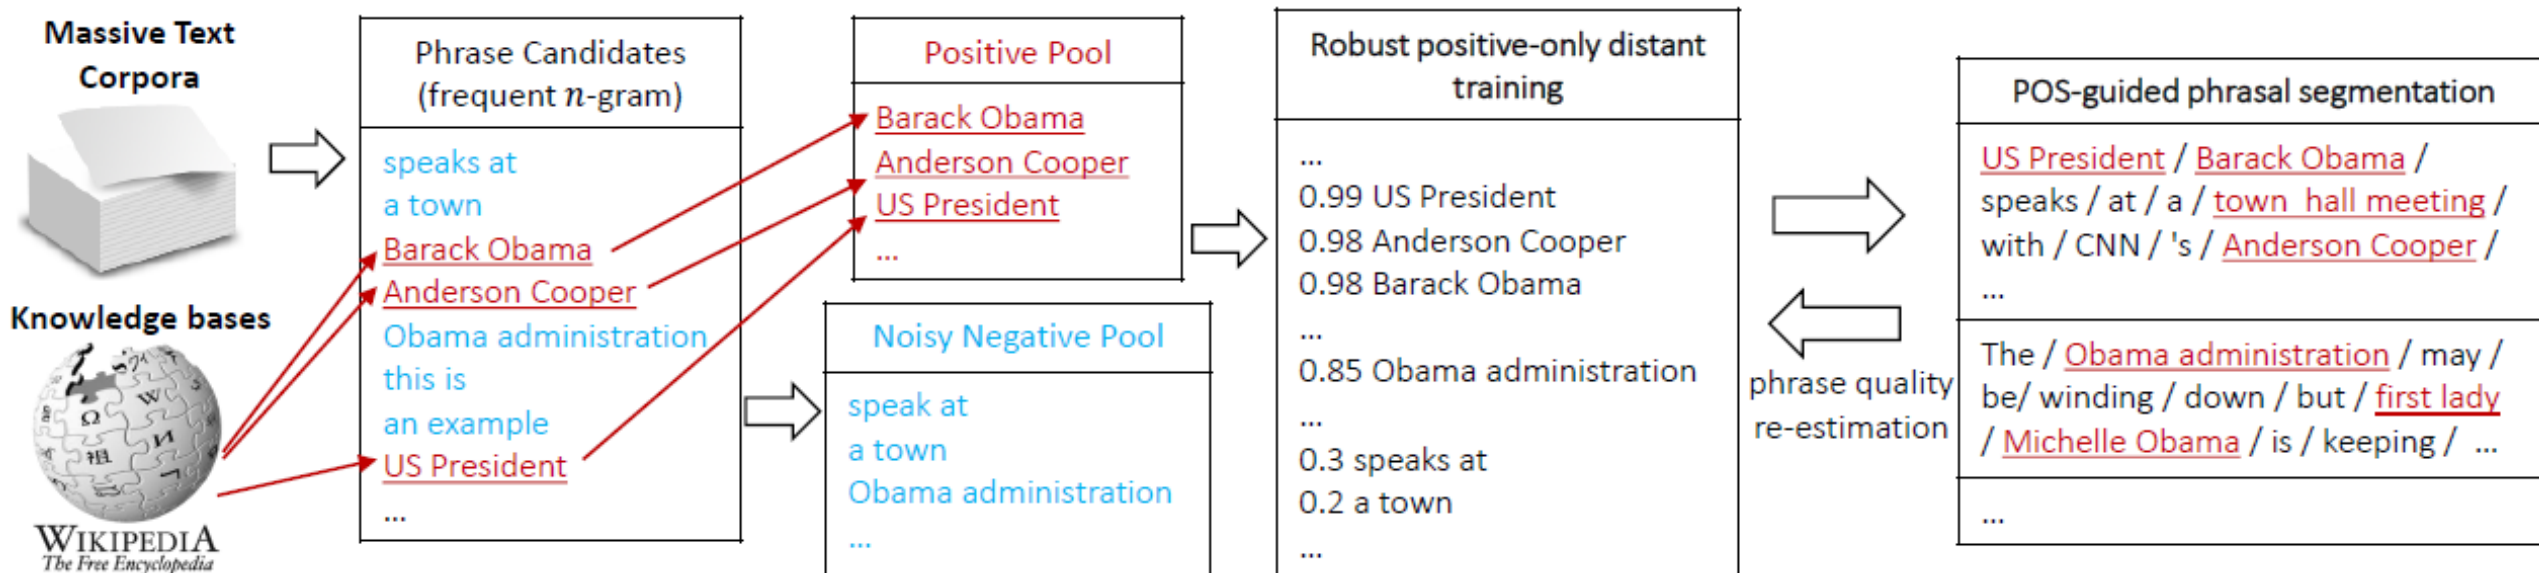 Massive Text
Corpora
Knowledge bases
WIKIPEDIA
The Free Encyclopedia
Phrase Candidates
(frequent n-gram)
speaks at
a town
Barack Obama
Anderson Cooper
Obama administration
this is
an example
US President
...
Positive Pool
Barack Obama
Anderson Cooper
US President
...
Noisy Negative Pool
speak at
a town
Obama administration
...
Robust positive-only distant
training
...
0.99 US President
0.98 Anderson Cooper
0.98 Barack Obama
...
0.85 Obama administration
...
0.3 speaks at
0.2 a town
...
phrase quality
re-estimation
POS-guided phrasal segmentation
US President / Barack Obama /
speaks / at / a / town hall meeting /
with / CNN / 's / Anderson Cooper /
...
The / Obama administration / may /
be/ winding / down / but / first lady
/ Michelle Obama / is / keeping / ...
...